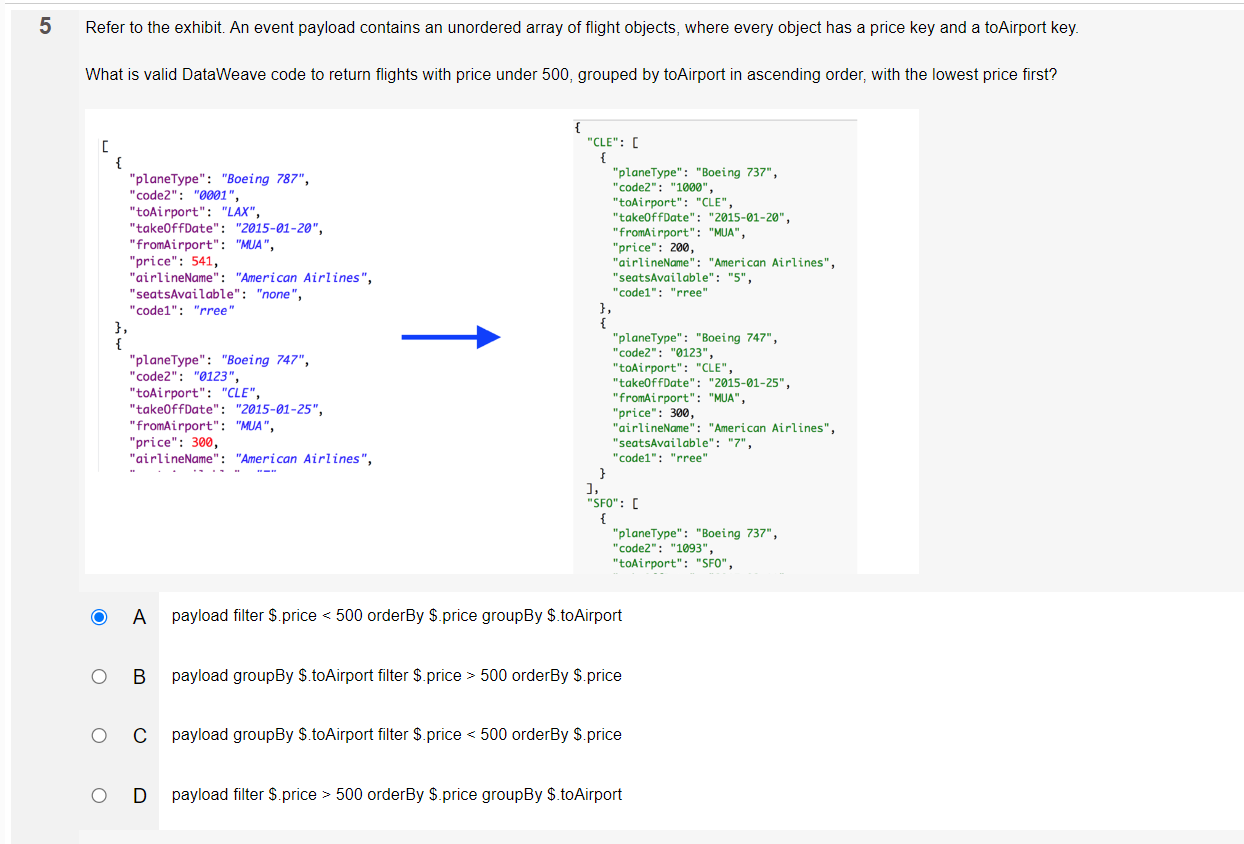 5
Refer to the exhibit. An event payload contains an unordered array of flight objects, where every object has a price key and a toAirport key.
What is valid DataWeave code to return flights with price under 500, grouped by toAirport in ascending order, with the lowest price first?
[
{
"planeType": "Boeing 787",
"code2": "0001",
"toAirport": "LAX",
"takeOffDate": "2015-01-20",
"fromAirport": "MUA",
"price": 541,
"airlineName": "American Airlines",
"seatsAvailable": "none",
"code1": "rree"
},
{
"planeType": "Boeing 747",
"code2": "0123",
"toAirport": "CLE",
"takeOffDate": "2015-01-25",
"fromAirport": "MUA",
"price": 300,
"airlineName": "American Airlines",
{
"CLE": [
{
"planeType": "Boeing 737",
"code2": "1000",
"toAirport": "CLE",
"takeOffDate": "2015-01-20",
"fromAirport": "MUA",
"price": 200,
"airlineName": "American Airlines",
"seatsAvailable": "5",
"code1": "rree"
},
{
"planeType": "Boeing 747",
"code2": "0123",
"toAirport": "CLE",
"takeOffDate": "2015-01-25",
"fromAirport": "MUA",
"price": 300,
"airlineName": "American Airlines",
"seatsAvailable": "7",
"code1": "rree"
}
],
"SFO": [
{
"planeType": "Boeing 737",
"code2": "1093",
"toAirport": "SFO",
A payload filter $.price < 500 orderBy $.price groupBy $.toAirport
B payload groupBy $.toAirport filter $.price > 500 orderBy $.price
C payload groupBy $.toAirport filter $.price < 500 orderBy $.price
D payload filter $.price > 500 orderBy $.price groupBy $.toAirport